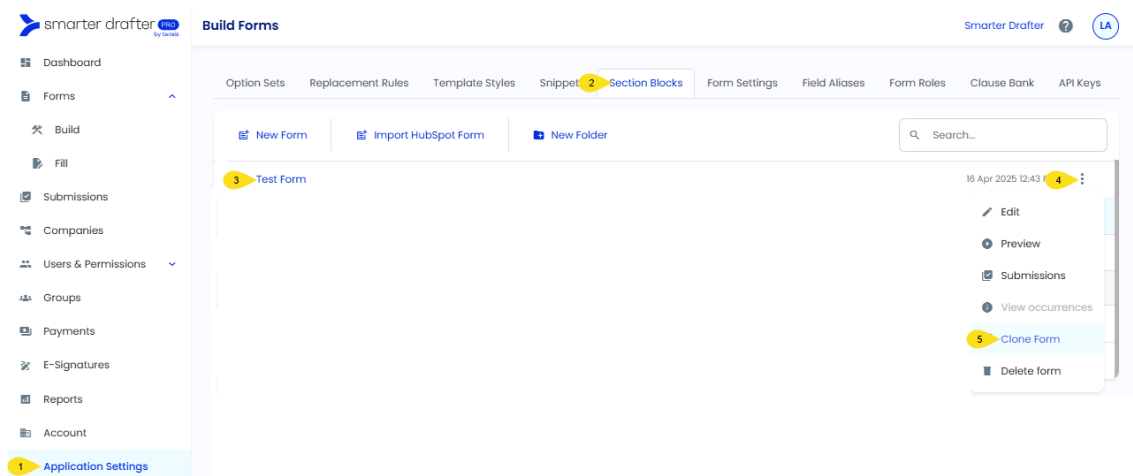 smarter drafter PRO
by tensis
Build Forms
Smarter Drafter
?
LA
Dashboard
Forms
Build
Fill
Submissions
Companies
Users & Permissions
Groups
Payments
E-Signatures
Reports
Account
1 Application Settings
Option Sets Replacement Rules Template Styles Snippet 2 Section Blocks Form Settings Field Aliases Form Roles Clause Bank API Keys
New Form Import HubSpot Form New Folder Search...
3 Test Form 16 Apr 2025 12:43 4
Edit
Preview
Submissions
View occurrences
5 Clone Form
Delete form